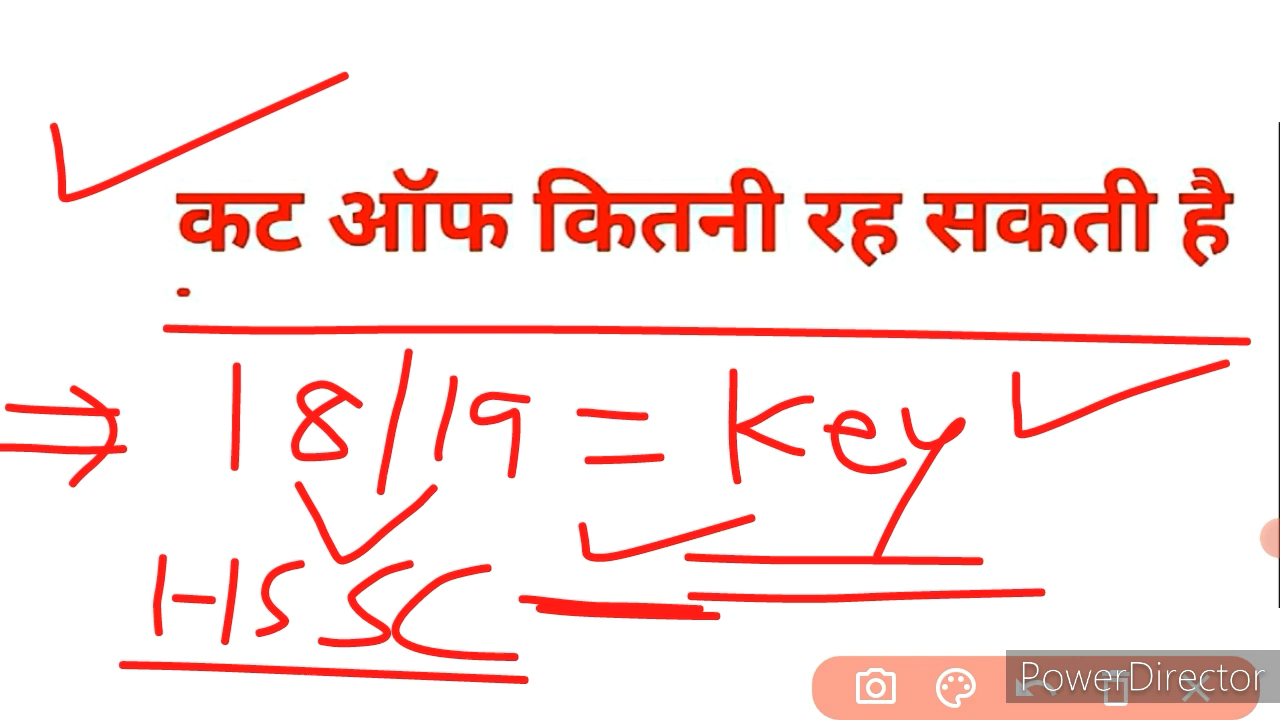 कट ऑफ कितनी रह सकती है
.
⇒ 18/19 = Key
HSSC
PowerDirector